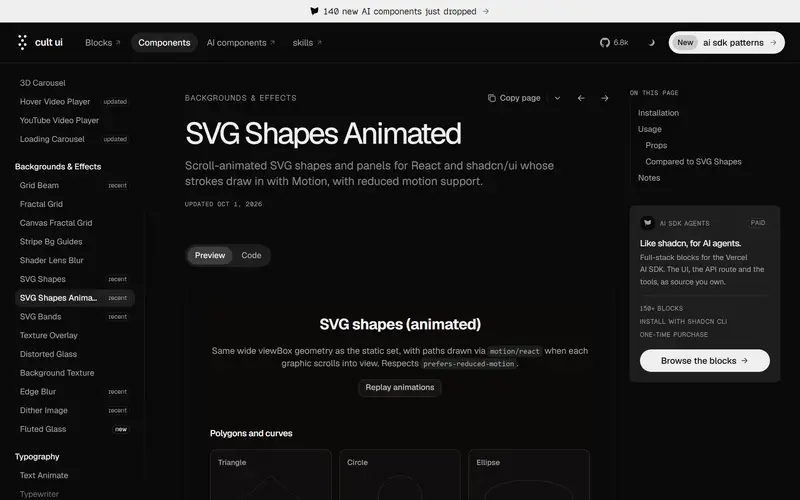 140 new AI components just dropped →
cult ui
Blocks ↗
Components
AI components ↗
skills ↗
6.8k
New ai sdk patterns →
3D Carousel
Hover Video Player updated
YouTube Video Player
Loading Carousel updated
Backgrounds & Effects
Grid Beam recent
Fractal Grid
Canvas Fractal Grid
Stripe Bg Guides
Shader Lens Blur
SVG Shapes recent
SVG Shapes Anima... recent
SVG Bands recent
Texture Overlay
Distorted Glass
Background Texture
Edge Blur recent
Dither Image recent
Fluted Glass new
Typography
Text Animate
Typewriter
BACKGROUNDS & EFFECTS
Copy page
← →
SVG Shapes Animated
Scroll-animated SVG shapes and panels for React and shadcn/ui whose
strokes draw in with Motion, with reduced motion support.
UPDATED OCT 1, 2026
Preview Code
SVG shapes (animated)
Same wide viewBox geometry as the static set, with paths drawn via motion/react when each
graphic scrolls into view. Respects prefers-reduced-motion.
Replay animations
Polygons and curves
Triangle
Circle
Ellipse
ON THIS PAGE
Installation
Usage
Props
Compared to SVG Shapes
Notes
AI SDK AGENTS PAID
Like shadcn, for AI agents.
Full-stack blocks for the Vercel
AI SDK. The UI, the API route and the
tools, as source you own.
150+ BLOCKS
INSTALL WITH SHADCN CLI
ONE-TIME PURCHASE
Browse the blocks →